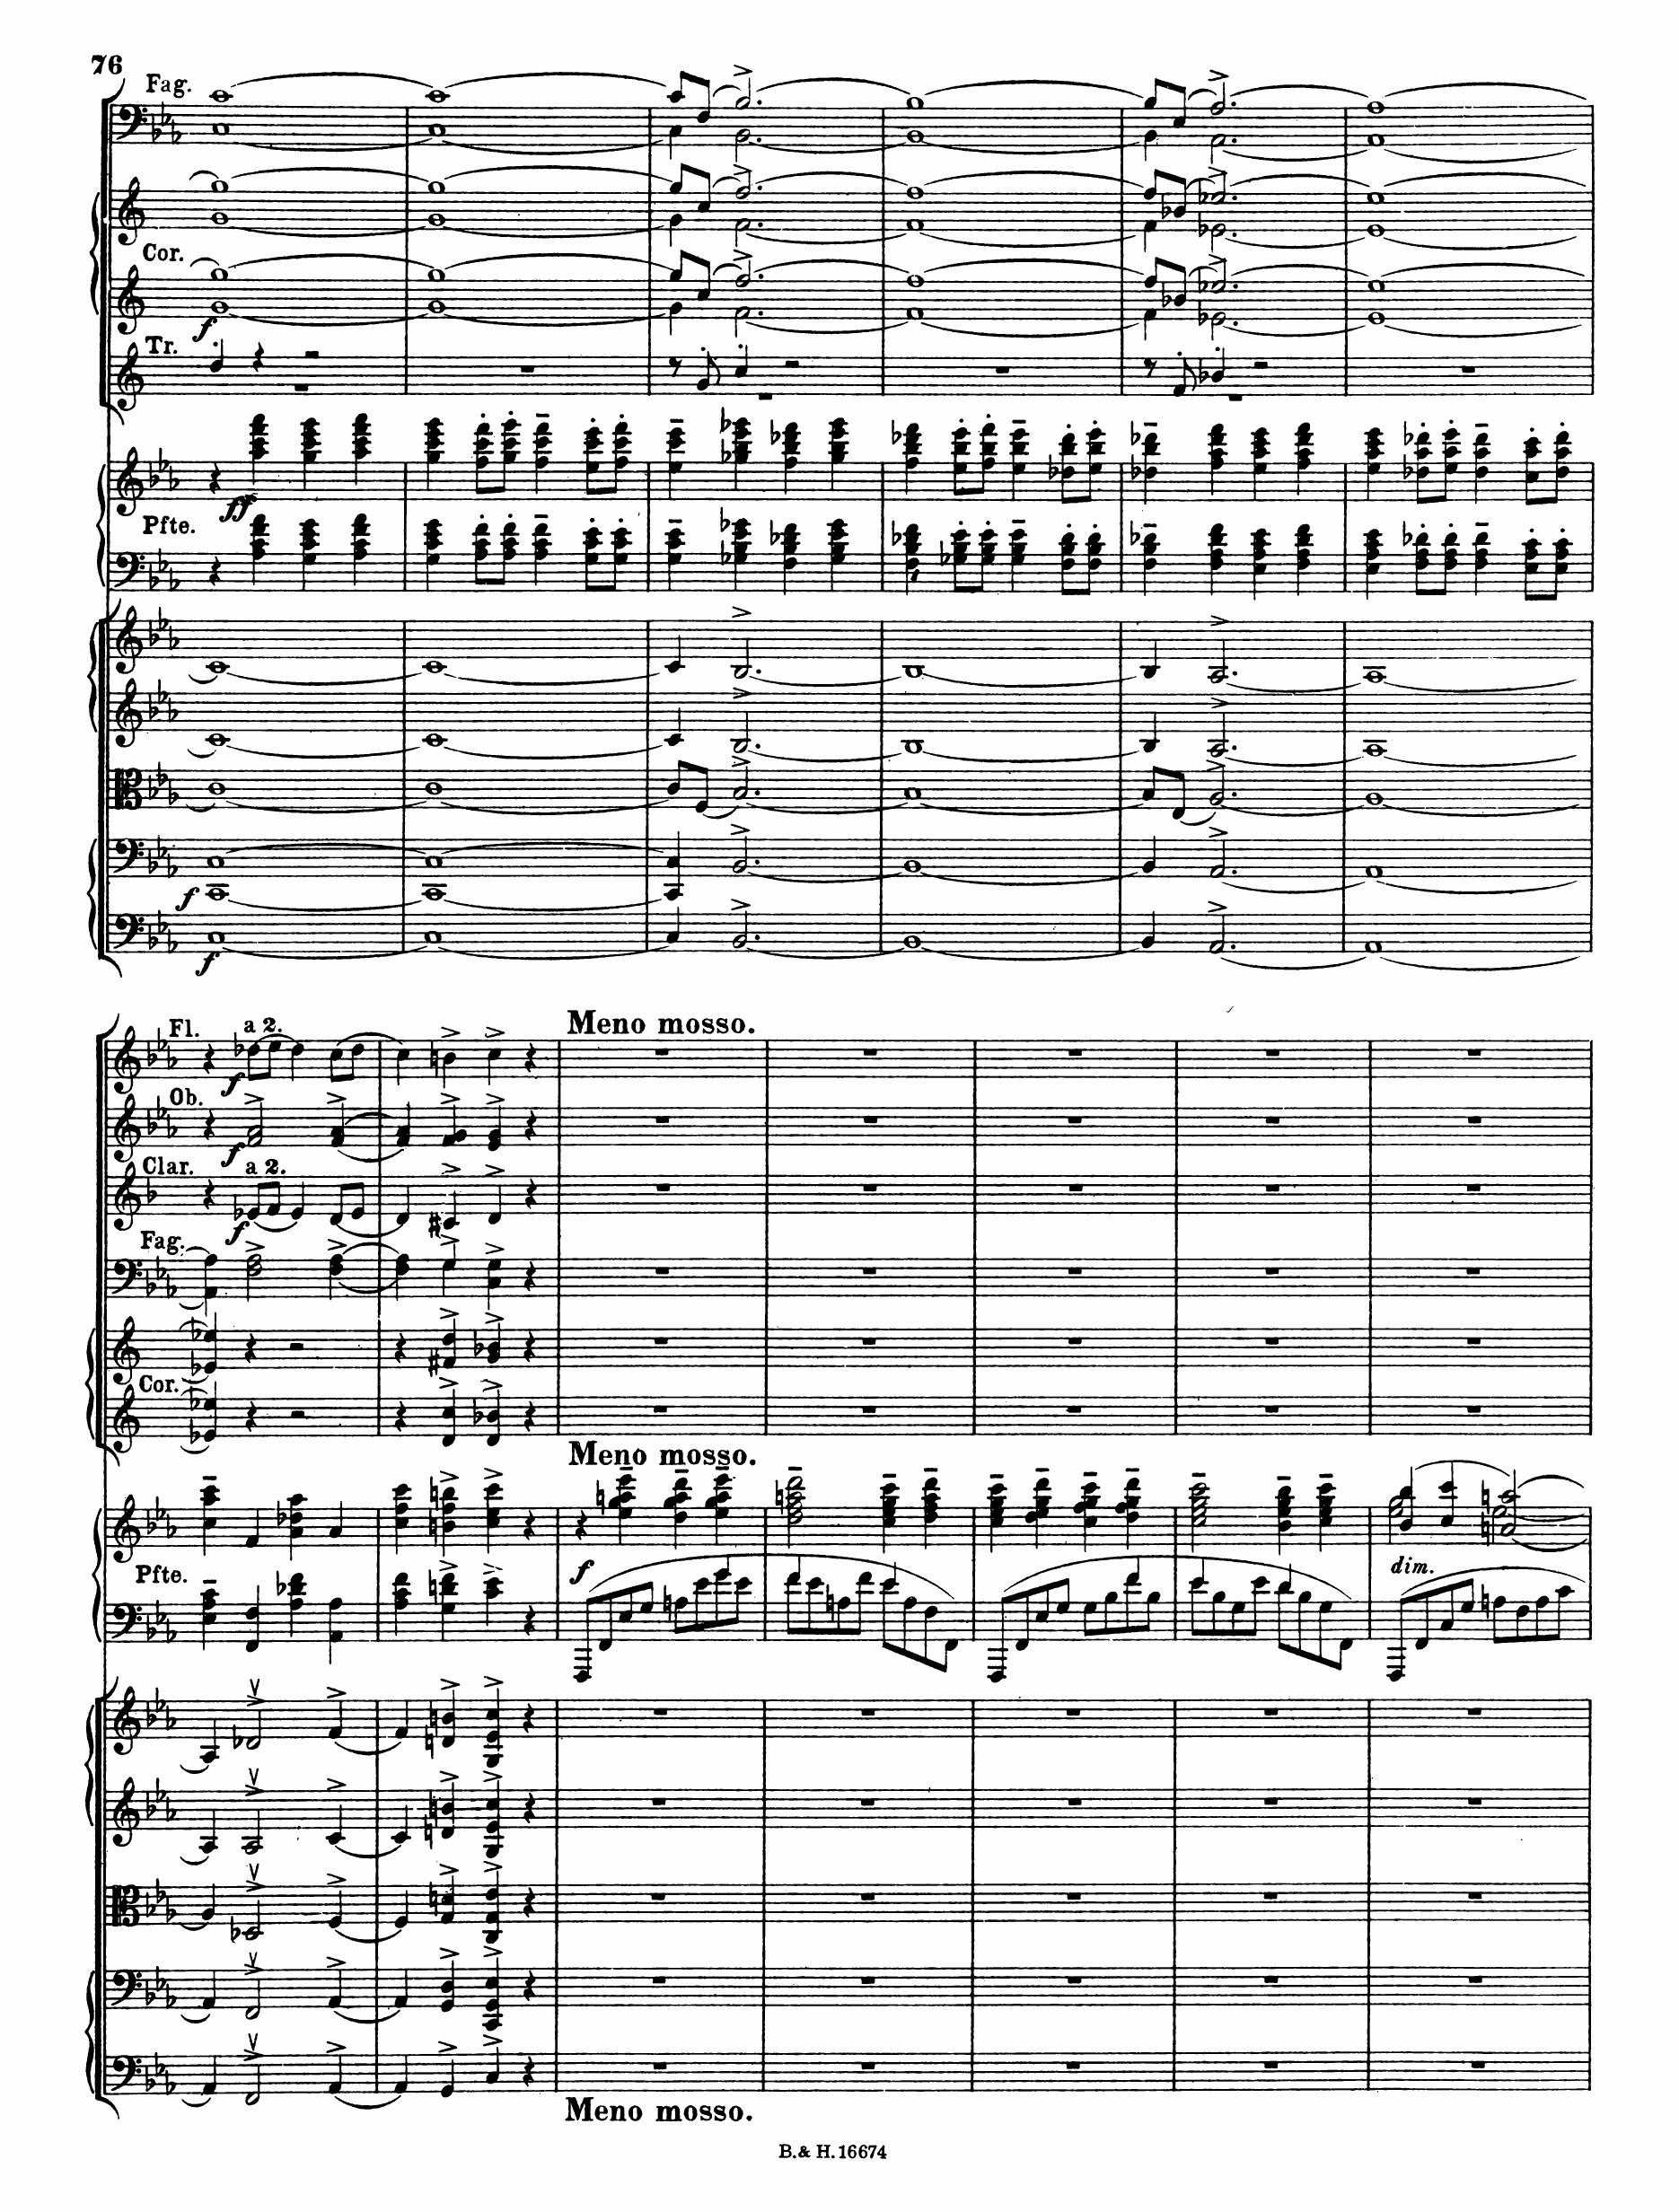 76
Fag.
Cor.
f
Tr.
ff
Pfte.
f
f
Fl.
a 2.
Meno mosso.
f
Ob.
f
Clar.
a 2.
f
Fag.
Cor.
Meno mosso.
f
dim.
Pfte.
Meno mosso.
B. & H. 16674